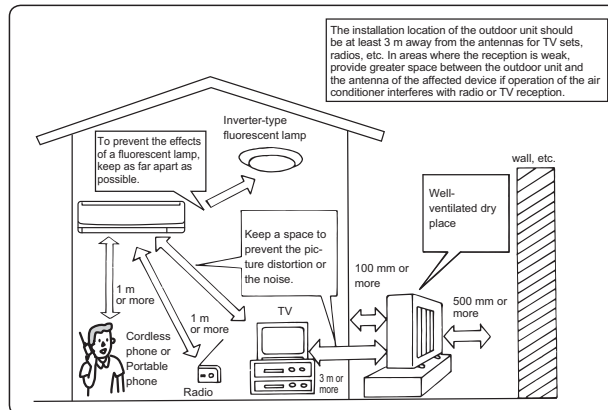 The installation location of the outdoor unit should
be at least 3 m away from the antennas for TV sets,
radios, etc. In areas where the reception is weak,
provide greater space between the outdoor unit and
the antenna of the affected device if operation of the air
conditioner interferes with radio or TV reception.
Inverter-type
fluorescent lamp
To prevent the effects
of a fluorescent lamp,
keep as far apart as
possible.
wall, etc.
Well-
ventilated dry
place
Keep a space to
prevent the pic-
ture distortion or
the noise.
100 mm or
more
500 mm or
more
1 m
or more
1 m
or more
TV
Cordless
phone or
Portable
phone
Radio
3 m or
more